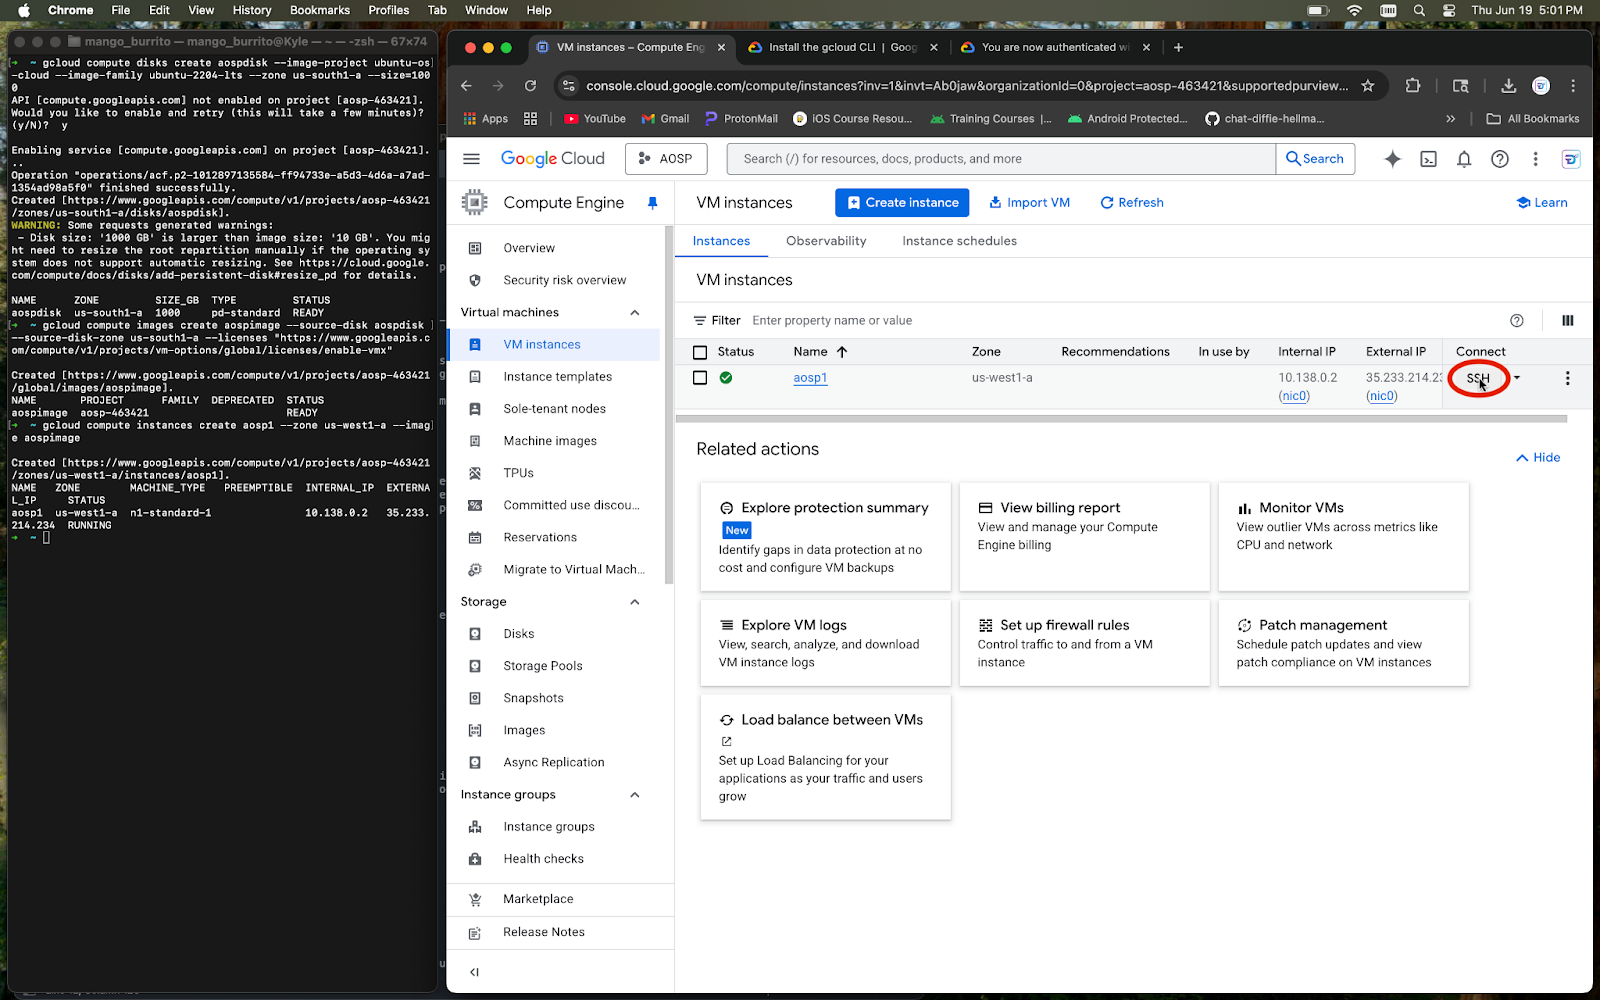 Chrome File Edit View History Bookmarks Profiles Tab Window Help Thu Jun 19 5:01 PM
mango_burrito — mango_burrito@Kyle — ~ — -zsh — 67×74
~ gcloud compute disks create aospdisk --image-project ubuntu-os
-cloud --image-family ubuntu-2204-lts --zone us-south1-a --size=100
0
API [compute.googleapis.com] not enabled on project [aosp-463421].
Would you like to enable and retry (this will take a few minutes)?
(y/N)? y
Enabling service [compute.googleapis.com] on project [aosp-463421].
..
Operation "operations/acf.p2-1012897135584-ff94733e-a5d3-4d6a-a7ad-
1354ad98a5f0" finished successfully.
Created [https://www.googleapis.com/compute/v1/projects/aosp-463421
/zones/us-south1-a/disks/aospdisk].
WARNING: Some requests generated warnings:
- Disk size: '1000 GB' is larger than image size: '10 GB'. You mig
ht need to resize the root repartition manually if the operating sy
stem does not support automatic resizing. See https://cloud.google.
com/compute/docs/disks/add-persistent-disk#resize_pd for details.
NAME ZONE SIZE_GB TYPE STATUS
aospdisk us-south1-a 1000 pd-standard READY
~ gcloud compute images create aospimage --source-disk aospdisk
--source-disk-zone us-south1-a --licenses "https://www.googleapis.c
om/compute/v1/projects/vm-options/global/licenses/enable-vmx"
Created [https://www.googleapis.com/compute/v1/projects/aosp-463421
/global/images/aospimage].
NAME PROJECT FAMILY DEPRECATED STATUS
aospimage aosp-463421 READY
~ gcloud compute instances create aosp1 --zone us-west1-a --imag
e aospimage
Created [https://www.googleapis.com/compute/v1/projects/aosp-463421
/zones/us-west1-a/instances/aosp1].
NAME ZONE MACHINE_TYPE PREEMPTIBLE INTERNAL_IP EXTERNA
L_IP STATUS
aosp1 us-west1-a n1-standard-1 10.138.0.2 35.233.
214.234 RUNNING
~
VM instances – Compute Eng Install the gcloud CLI | Goog You are now authenticated wi
console.cloud.google.com/compute/instances?inv=1&invt=Ab0jaw&organizationId=0&project=aosp-463421&supportedpurview...
Apps YouTube Gmail ProtonMail iOS Course Resou... Training Courses |... Android Protected... chat-diffie-hellma... » All Bookmarks
Google Cloud AOSP Search (/) for resources, docs, products, and more Search
Compute Engine
Overview
Security risk overview
Virtual machines
VM instances
Instance templates
Sole-tenant nodes
Machine images
TPUs
Committed use discou...
Reservations
Migrate to Virtual Mach...
Storage
Disks
Storage Pools
Snapshots
Images
Async Replication
Instance groups
Instance groups
Health checks
Marketplace
Release Notes
VM instances Create instance Import VM Refresh Learn
Instances Observability Instance schedules
VM instances
Filter Enter property name or value
Status Name Zone Recommendations In use by Internal IP External IP Connect
aosp1 us-west1-a 10.138.0.2 35.233.214.23 SSH
(nic0) (nic0)
Related actions
Hide
Explore protection summary
New
Identify gaps in data protection at no
cost and configure VM backups
View billing report
View and manage your Compute
Engine billing
Monitor VMs
View outlier VMs across metrics like
CPU and network
Explore VM logs
View, search, analyze, and download
VM instance logs
Set up firewall rules
Control traffic to and from a VM
instance
Patch management
Schedule patch updates and view
patch compliance on VM instances
Load balance between VMs
Set up Load Balancing for your
applications as your traffic and users
grow